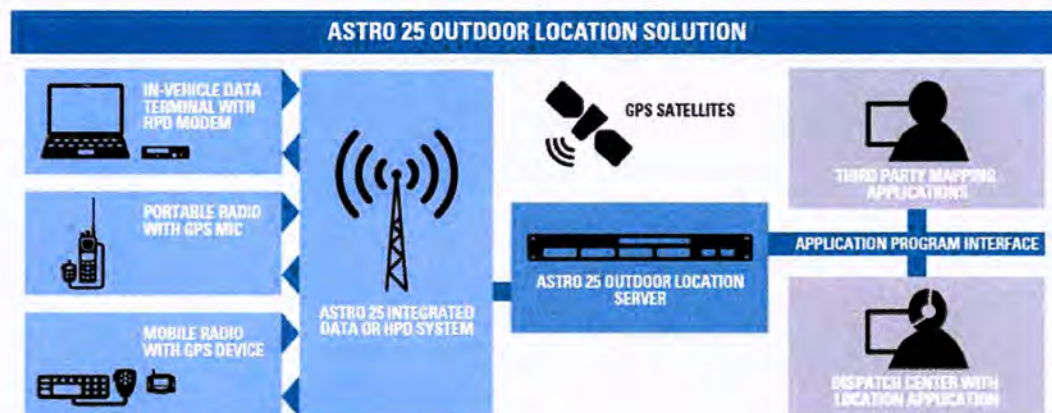 ASTRO 25 OUTDOOR LOCATION SOLUTION
IN-VEHICLE DATA
TERMINAL WITH
HPD MODEM
PORTABLE RADIO
WITH GPS MIC
MOBILE RADIO
WITH GPS DEVICE
ASTRO 25 INTEGRATED
DATA OR HPD SYSTEM
GPS SATELLITES
ASTRO 25 OUTDOOR LOCATION
SERVER
THIRD PARTY MAPPING
APPLICATIONS
APPLICATION PROGRAM INTERFACE
DISPATCH CENTER WITH
LOCATION APPLICATION